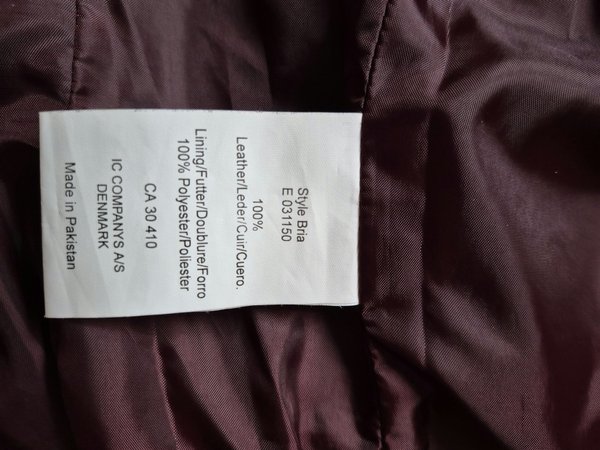 Style Bria
E 031150
100%
Leather/Leder/Cuir/Cuero.
Lining/Futter/Doublure/Forro
100% Polyester/Poliester
CA 30 410
IC COMPANYS A/S
DENMARK
Made in Pakistan